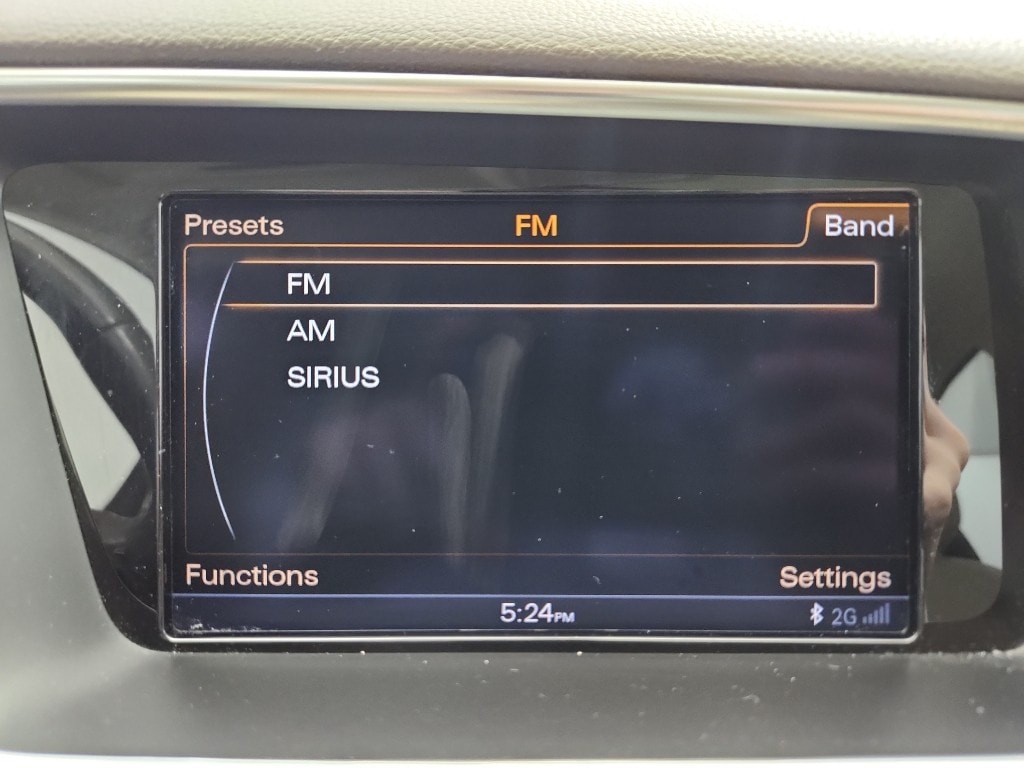 Presets FM Band
FM
AM
SIRIUS
Functions Settings
5:24PM 2G